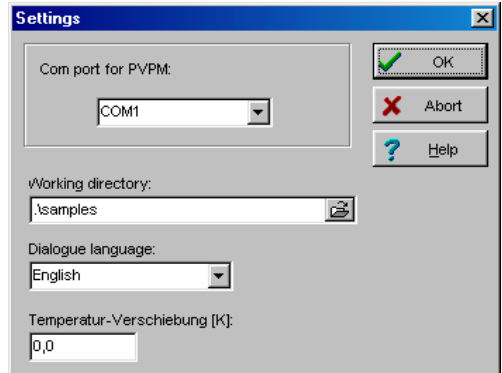 Settings
Com port for PVPM:
COM1
OK
Abort
Help
Working directory:
.\samples
Dialogue language:
English
Temperatur-Verschiebung [K]:
0,0